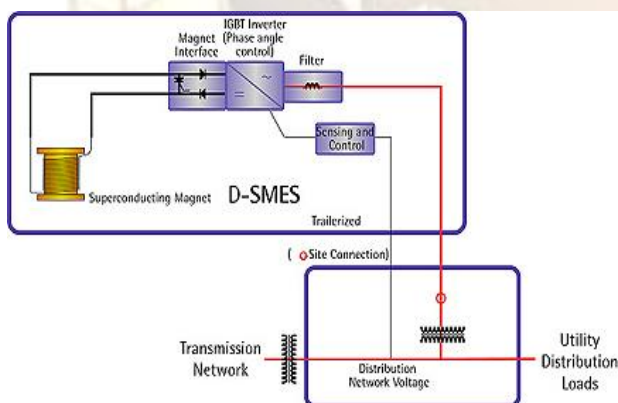 IGBT Inverter
(Phase angle
control)
Magnet
Interface
Filter
Sensing and
Control
Superconducting Magnet
D-SMES
Trailerized
( Site Connection)
Transmission
Network
Distribution
Network Voltage
Utility
Distribution
Loads